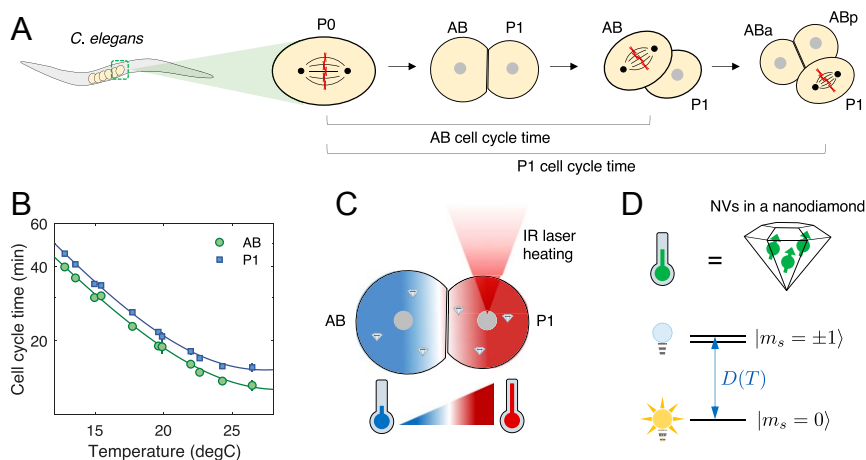 A
C. elegans
P0
AB
P1
AB
P1
ABa
ABp
P1
AB cell cycle time
P1 cell cycle time
B
60
40
20
Cell cycle time (min)
AB
P1
15
20
25
Temperature (degC)
C
IR laser
heating
AB
P1
D
NVs in a nanodiamond
=
|mₛ = ±1⟩
D(T)
|mₛ = 0⟩